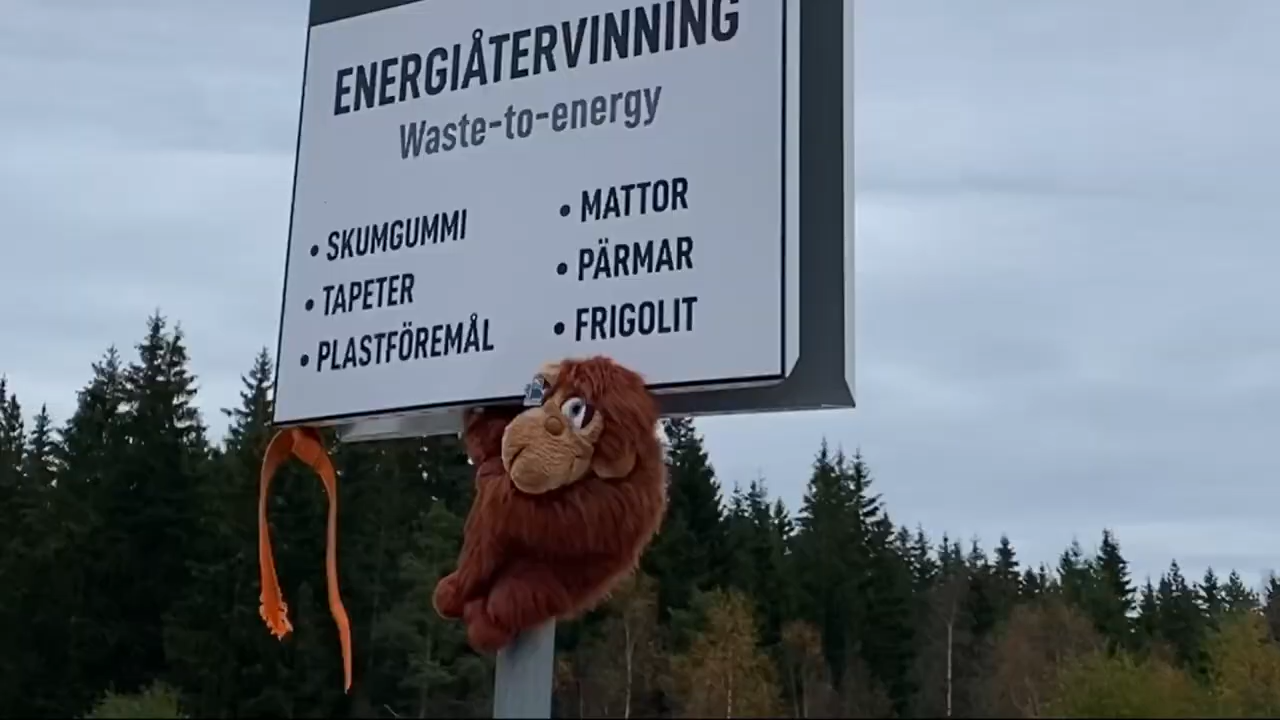 ENERGIÅTERVINNING
Waste-to-energy
• SKUMGUMMI
• TAPETER
• PLASTFÖREMÅL
• MATTOR
• PÄRMAR
• FRIGOLIT